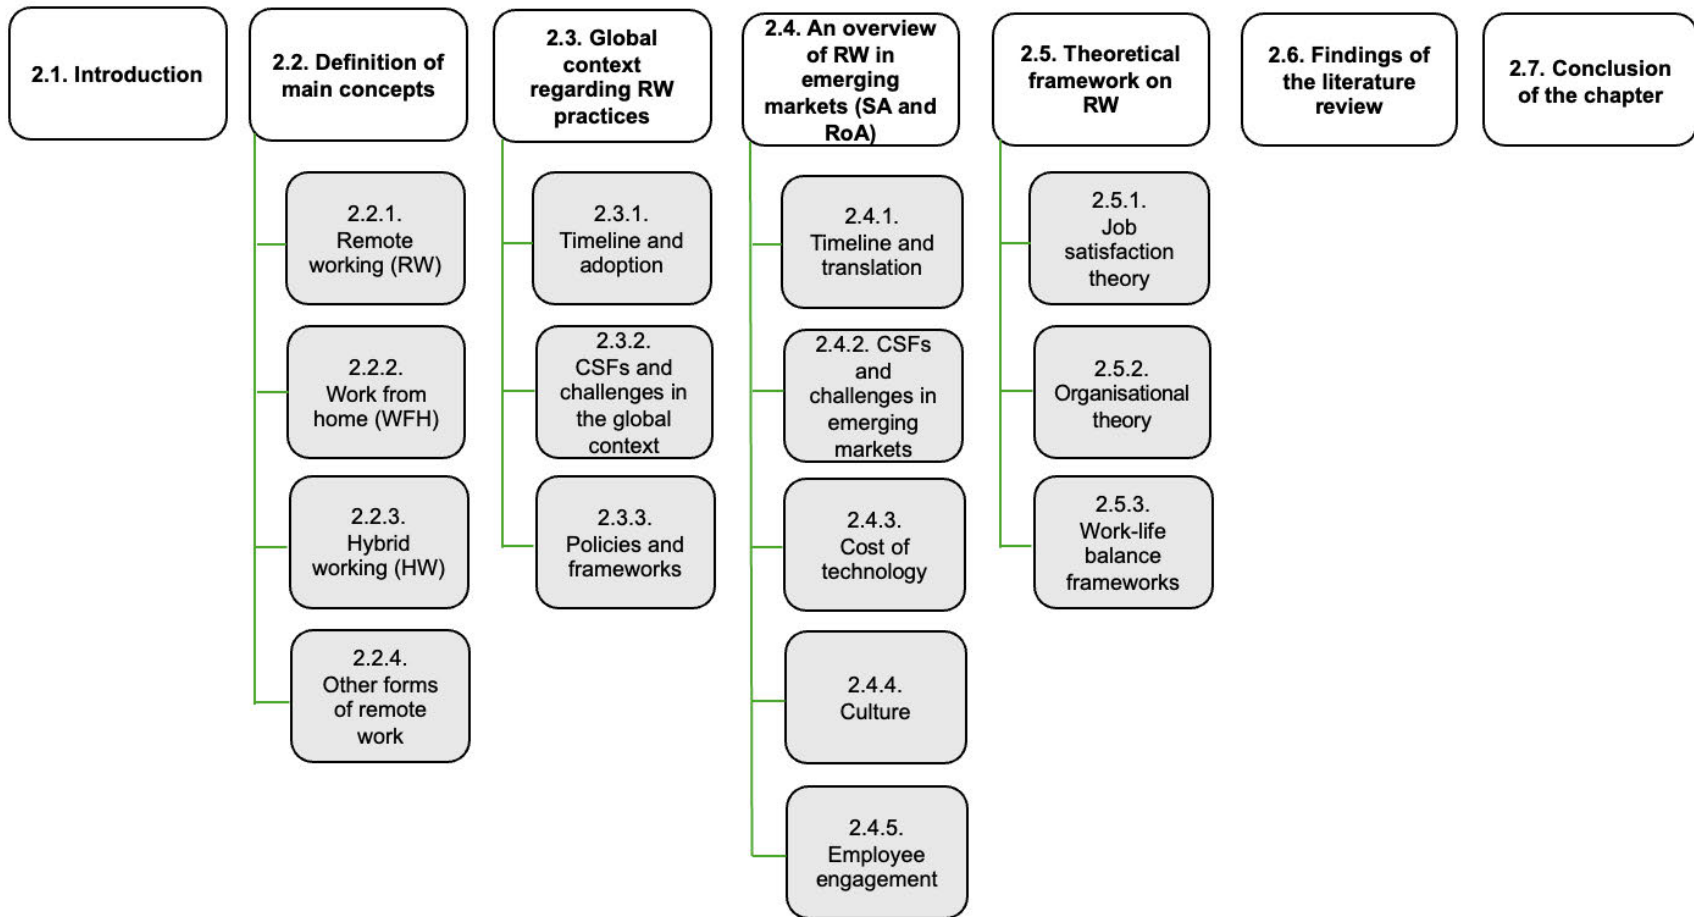 2.1. Introduction
2.2. Definition of
main concepts
2.2.1.
Remote
working (RW)
2.2.2.
Work from
home (WFH)
2.2.3.
Hybrid
working (HW)
2.2.4.
Other forms
of remote
work
2.3. Global
context
regarding RW
practices
2.3.1.
Timeline and
adoption
2.3.2.
CSFs and
challenges in
the global
context
2.3.3.
Policies and
frameworks
2.4. An overview
of RW in
emerging
markets (SA and
RoA)
2.4.1.
Timeline and
translation
2.4.2. CSFs
and
challenges in
emerging
markets
2.4.3.
Cost of
technology
2.4.4.
Culture
2.4.5.
Employee
engagement
2.5. Theoretical
framework on
RW
2.5.1.
Job
satisfaction
theory
2.5.2.
Organisational
theory
2.5.3.
Work-life
balance
frameworks
2.6. Findings of
the literature
review
2.7. Conclusion
of the chapter